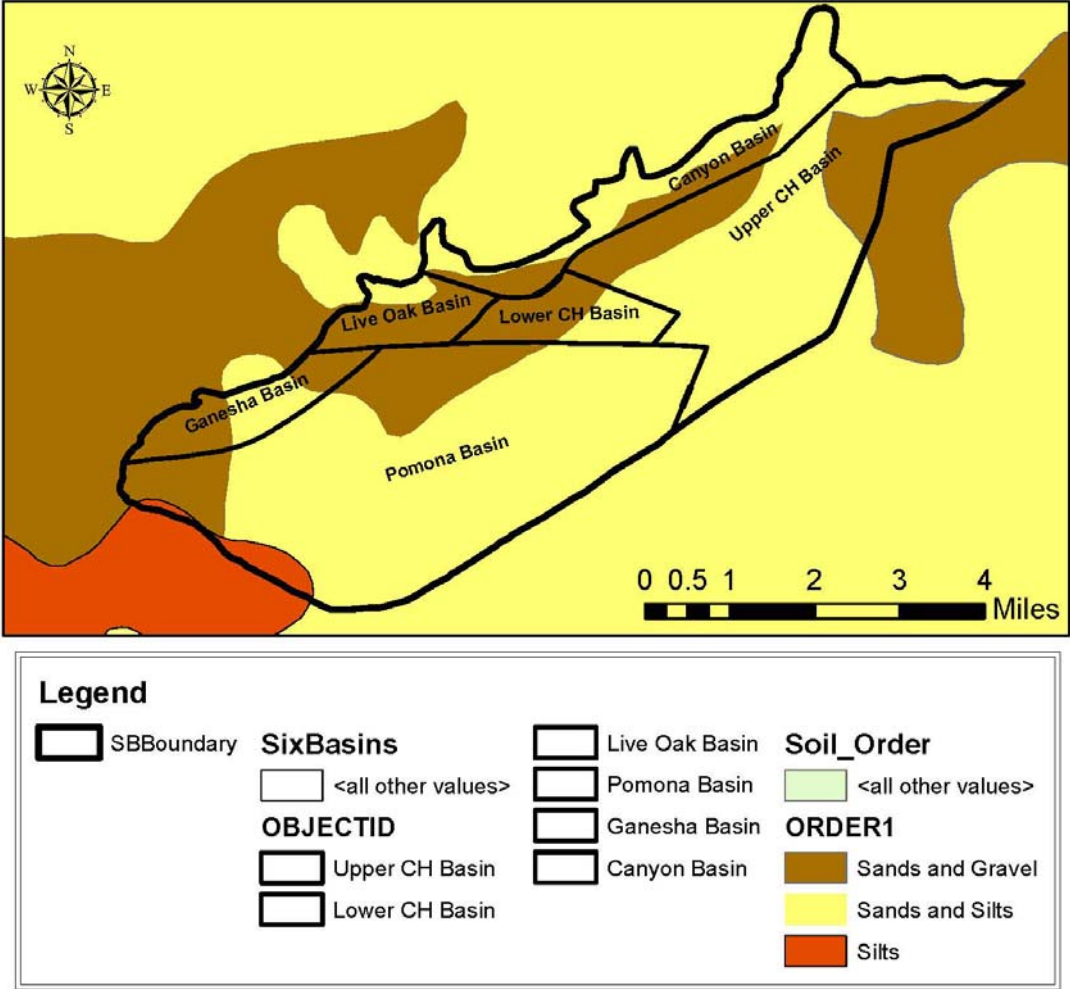 N
W E
S
Canyon Basin
Upper CH Basin
Live Oak Basin
Lower CH Basin
Ganesha Basin
Pomona Basin
0 0.5 1 2 3 4
Miles
Legend
SBBoundary
SixBasins
<all other values>
OBJECTID
Upper CH Basin
Lower CH Basin
Live Oak Basin
Pomona Basin
Ganesha Basin
Canyon Basin
Soil_Order
<all other values>
ORDER1
Sands and Gravel
Sands and Silts
Silts